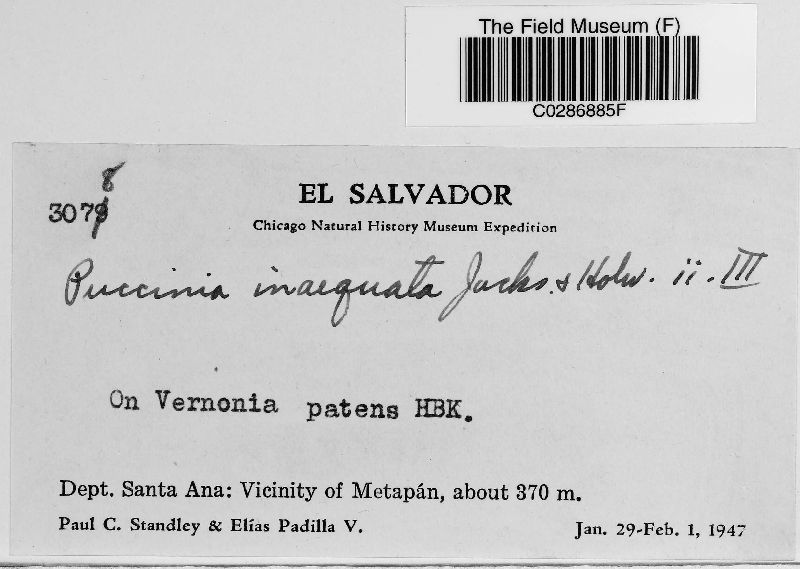 The Field Museum (F)
C0286885F
3078
EL SALVADOR
Chicago Natural History Museum Expedition
Puccinia inaequata Jacks. & Holw. ii. III
On Vernonia patens HBK.
Dept. Santa Ana: Vicinity of Metapán, about 370 m.
Paul C. Standley & Elías Padilla V.
Jan. 29-Feb. 1, 1947